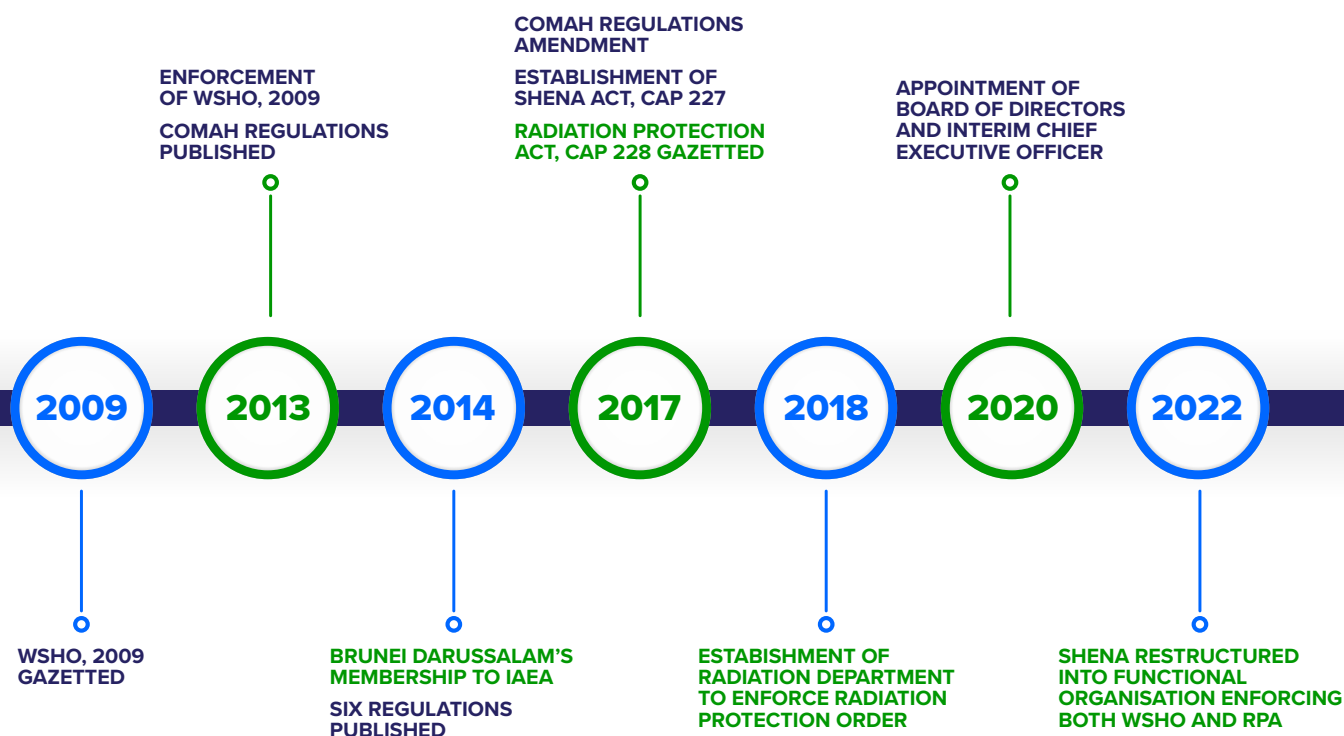 COMAH REGULATIONS
AMENDMENT
ENFORCEMENT
OF WSHO, 2009
COMAH REGULATIONS
PUBLISHED
ESTABLISHMENT OF
SHENA ACT, CAP 227
RADIATION PROTECTION
ACT, CAP 228 GAZETTED
APPOINTMENT OF
BOARD OF DIRECTORS
AND INTERIM CHIEF
EXECUTIVE OFFICER
2009
2013
2014
2017
2018
2020
2022
WSHO, 2009
GAZETTED
BRUNEI DARUSSALAM’S
MEMBERSHIP TO IAEA
SIX REGULATIONS
PUBLISHED
ESTABISHMENT OF
RADIATION DEPARTMENT
TO ENFORCE RADIATION
PROTECTION ORDER
SHENA RESTRUCTURED
INTO FUNCTIONAL
ORGANISATION ENFORCING
BOTH WSHO AND RPA